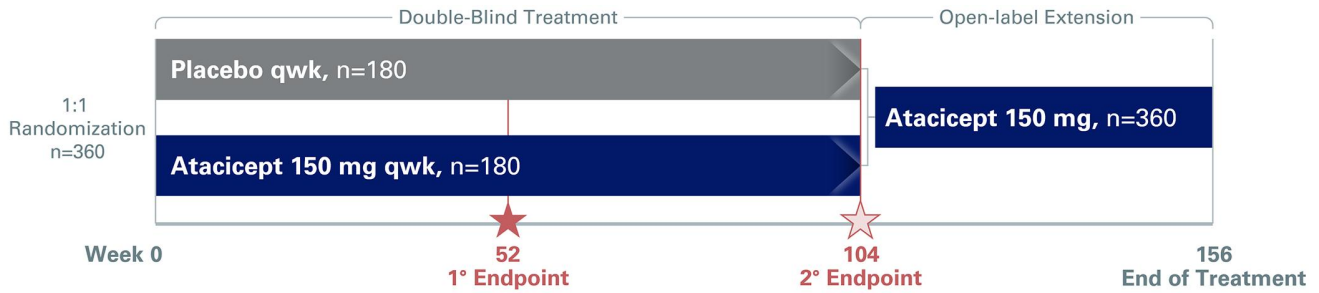 Double-Blind Treatment
Open-label Extension
Placebo qwk, n=180
1:1
Randomization
n=360
Atacicept 150 mg, n=360
Atacicept 150 mg qwk, n=180
Week 0
52
1° Endpoint
104
2° Endpoint
156
End of Treatment